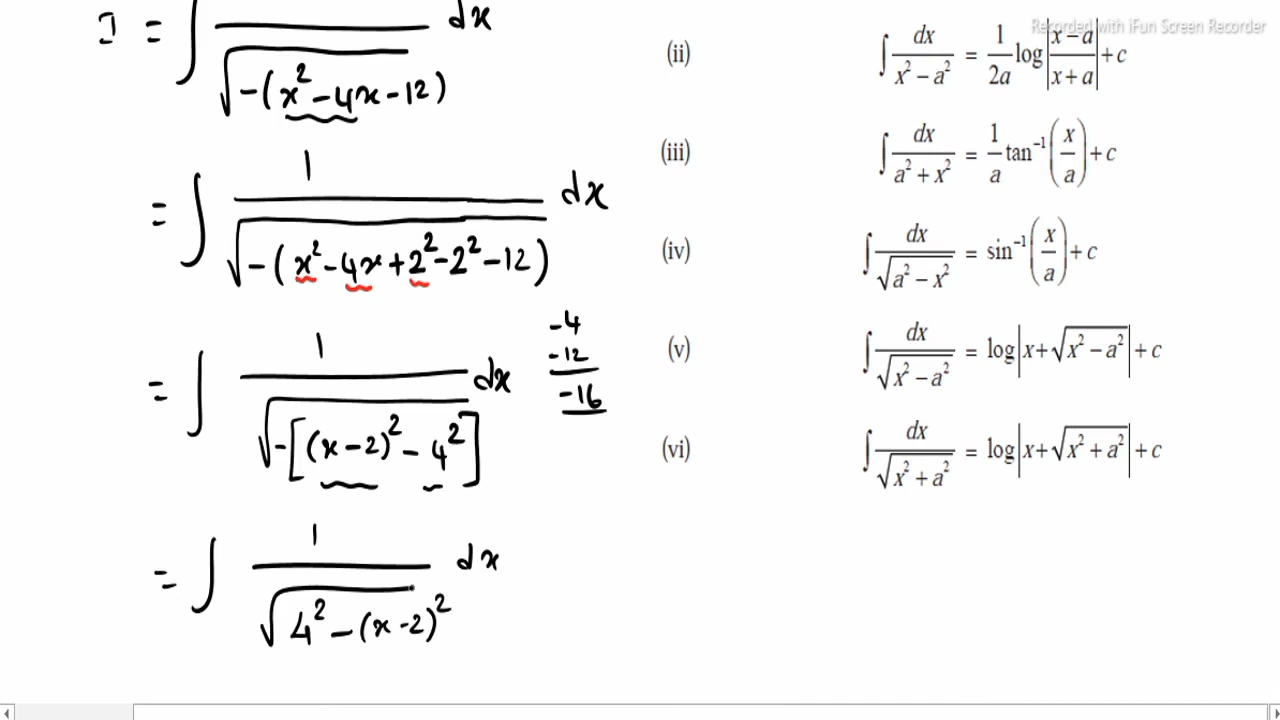 I = ∫ ――― / √(-(x² - 4x - 12)) dx
= ∫ 1 / √(-(x² - 4x + 2² - 2² - 12)) dx
= ∫ 1 / √(-[(x - 2)² - 4²]) dx
-4
-12
-16
= ∫ 1 / √(4² - (x - 2)²) dx
Recorded with iFun Screen Recorder
(ii) ∫ dx / (x² - a²) = 1/2a log |(x - a)/(x + a)| + c
(iii) ∫ dx / (a² + x²) = 1/a tan⁻¹ (x/a) + c
(iv) ∫ dx / √(a² - x²) = sin⁻¹ (x/a) + c
(v) ∫ dx / √(x² - a²) = log |x + √(x² - a²)| + c
(vi) ∫ dx / √(x² + a²) = log |x + √(x² + a²)| + c